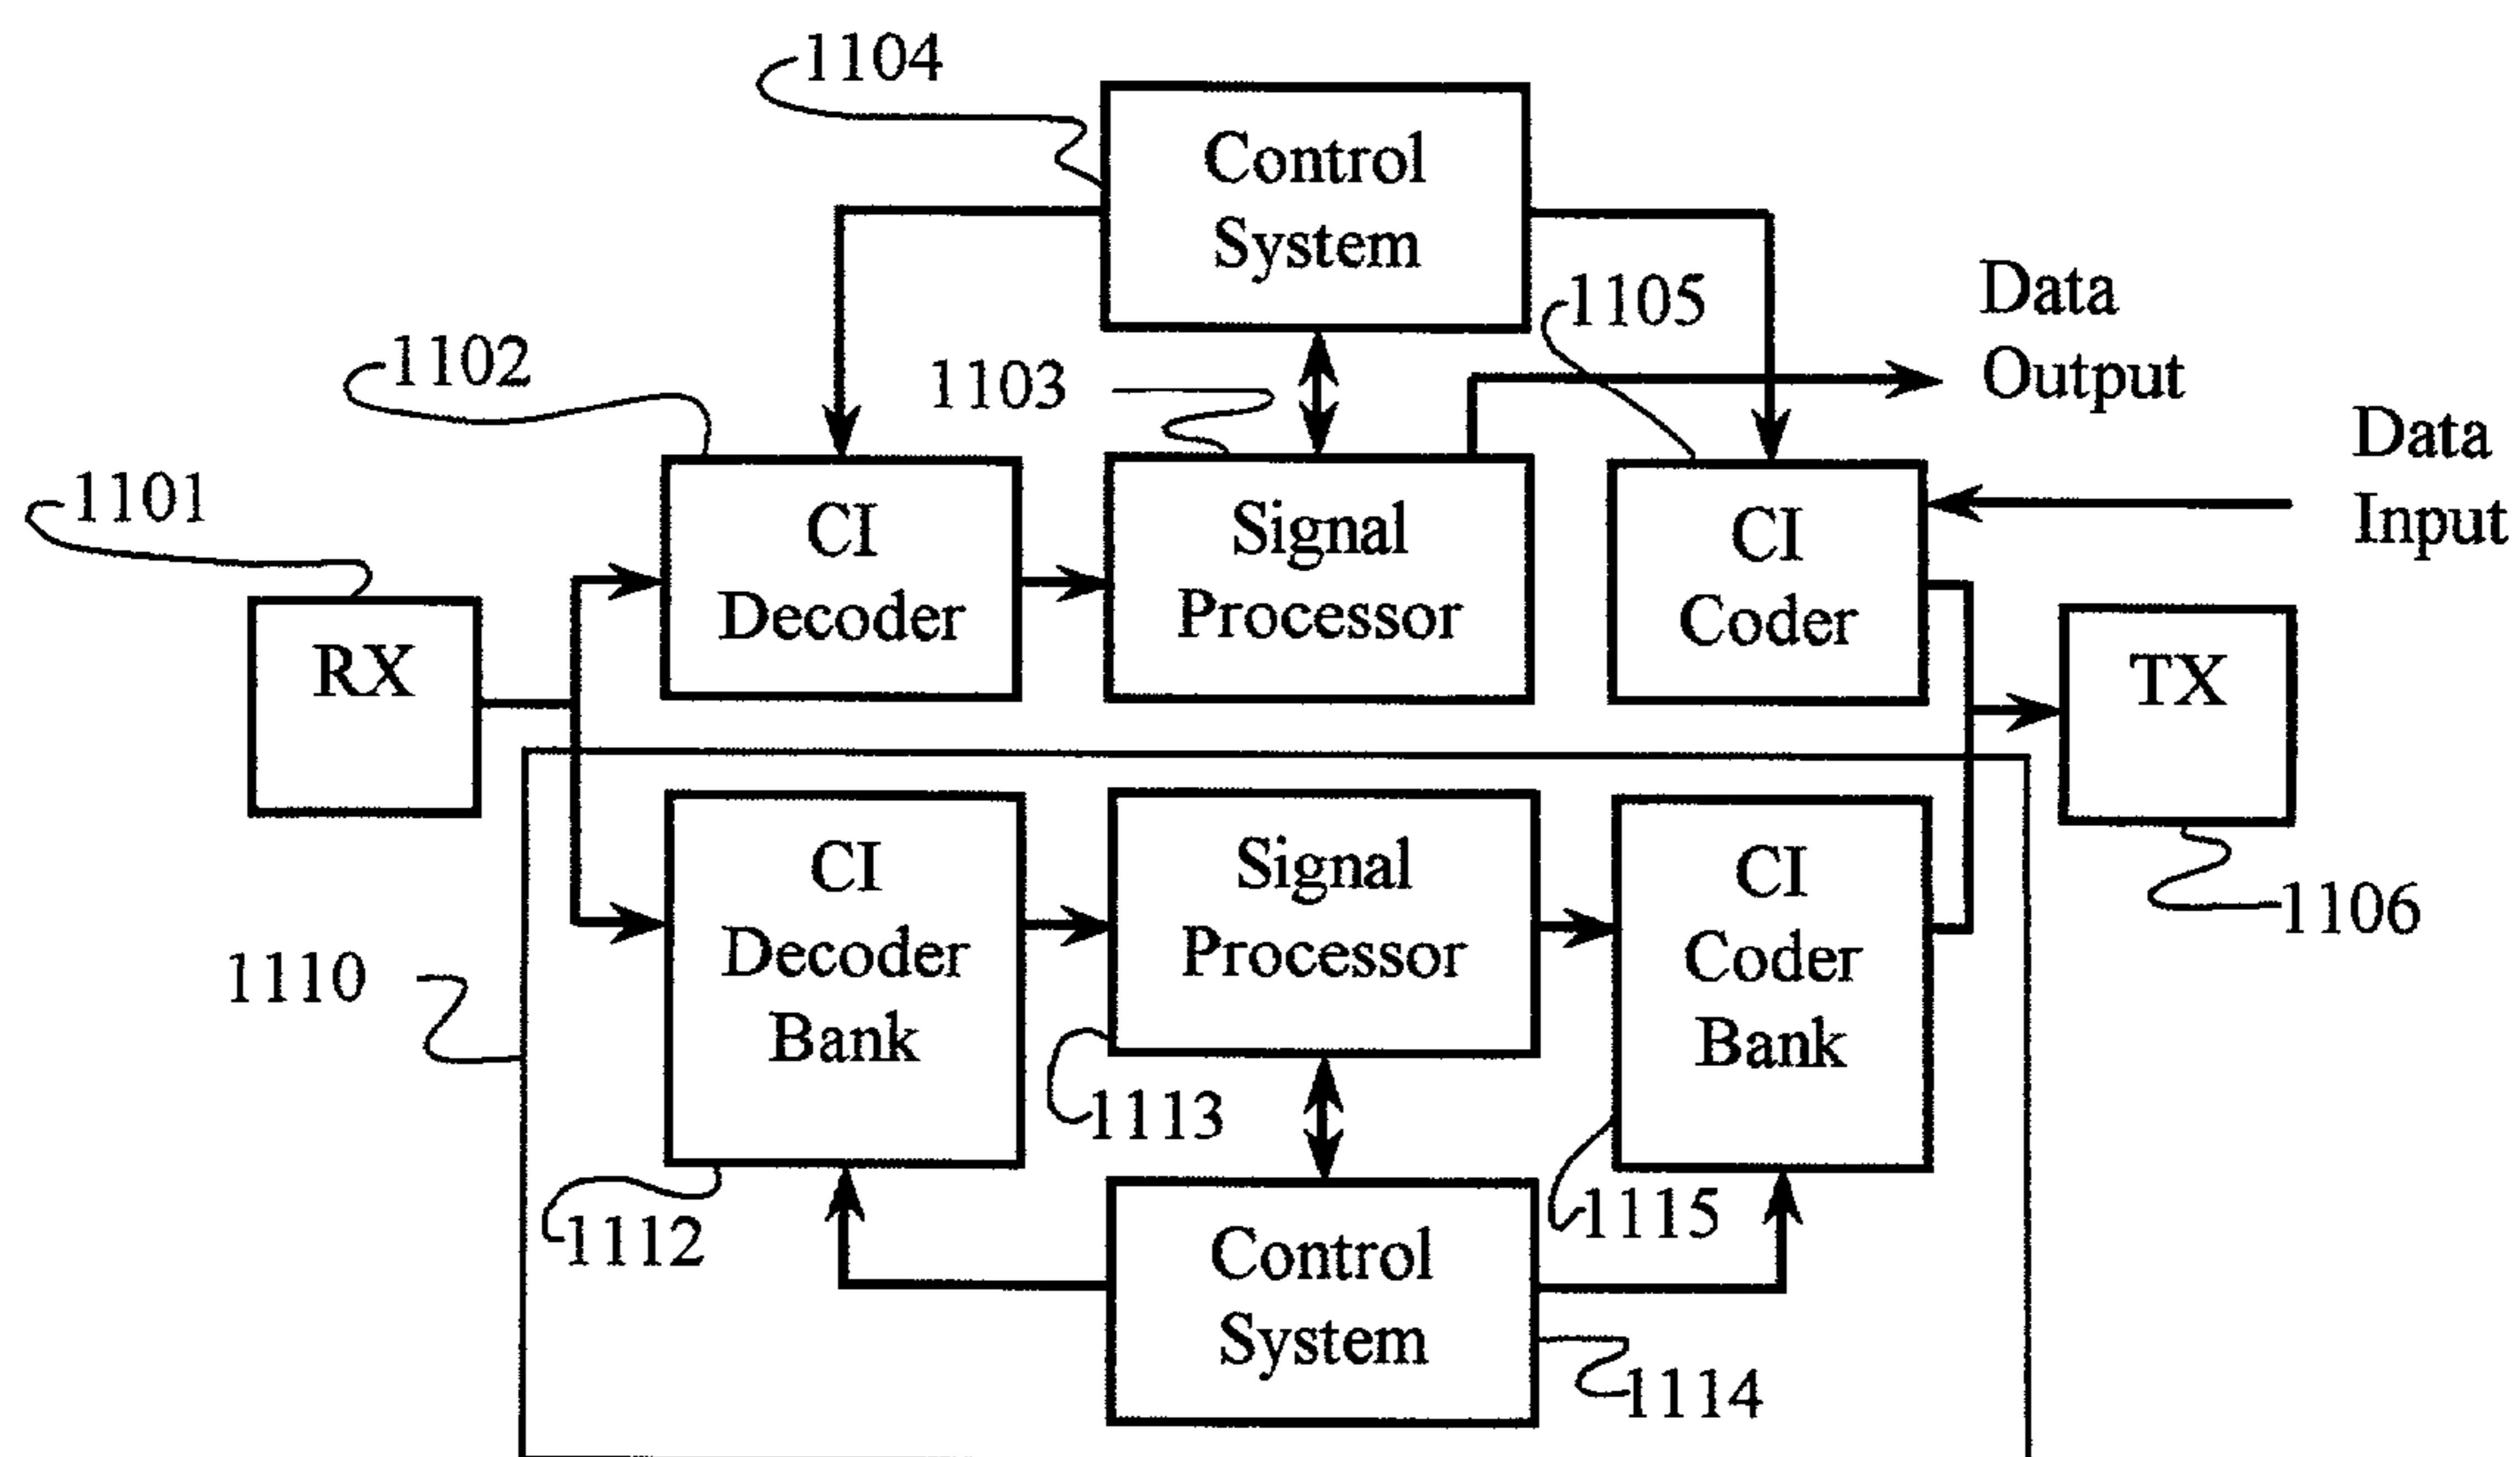 1104
Control
System
1105
Data
Output
1102
1103
Data
Input
1101
CI
Decoder
Signal
Processor
CI
Coder
RX
TX
CI
Decoder
Bank
Signal
Processor
CI
Coder
Bank
1106
1110
1113
1112
1115
Control
System
1114